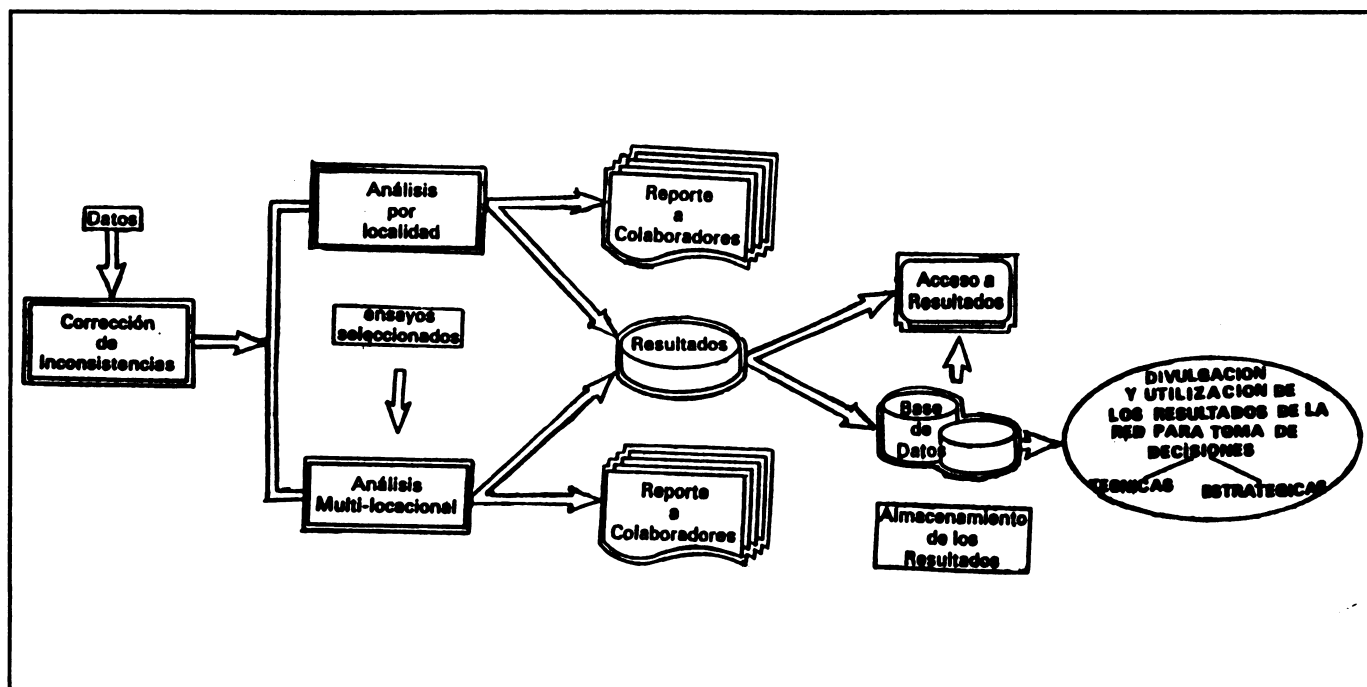 Datos
Corrección
de
Inconsistencias
Análisis
por
localidad
ensayos
seleccionados
Análisis
Multi-locacional
Reporte
a
Colaboradores
Resultados
Reporte
a
Colaboradores
Acceso a
Resultados
Base
de
Datos
Almacenamiento
de los
Resultados
DIVULGACION
Y UTILIZACION DE
LOS RESULTADOS DE LA
RED PARA TOMA DE
DECISIONES
TECNICAS ESTRATEGICAS